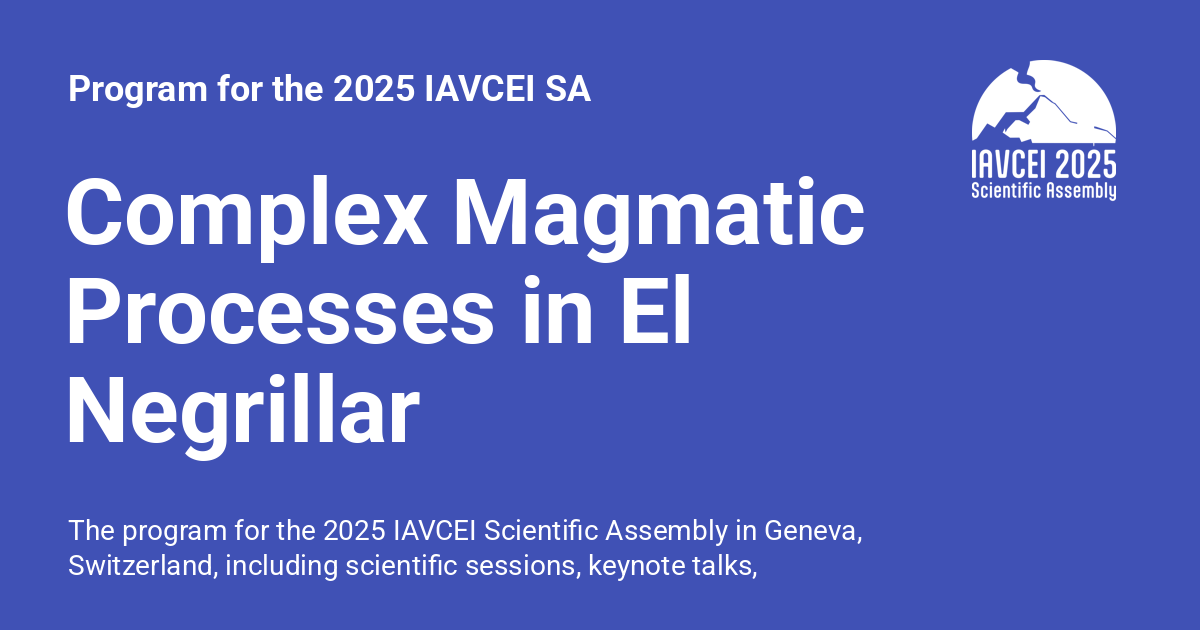 Program for the 2025 IAVCEI SA
IAVCEI 2025
Scientific Assembly
Complex Magmatic
Processes in El
Negrillar
The program for the 2025 IAVCEI Scientific Assembly in Geneva,
Switzerland, including scientific sessions, keynote talks,